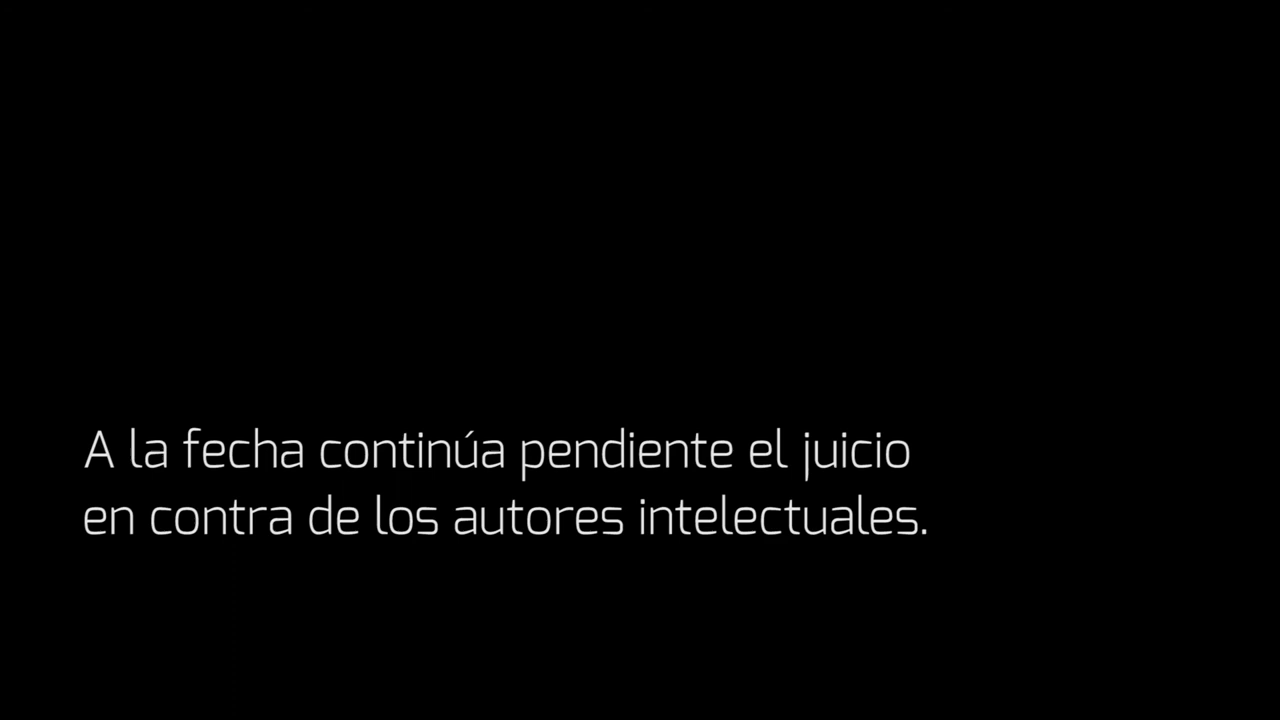 A la fecha continúa pendiente el juicio
en contra de los autores intelectuales.